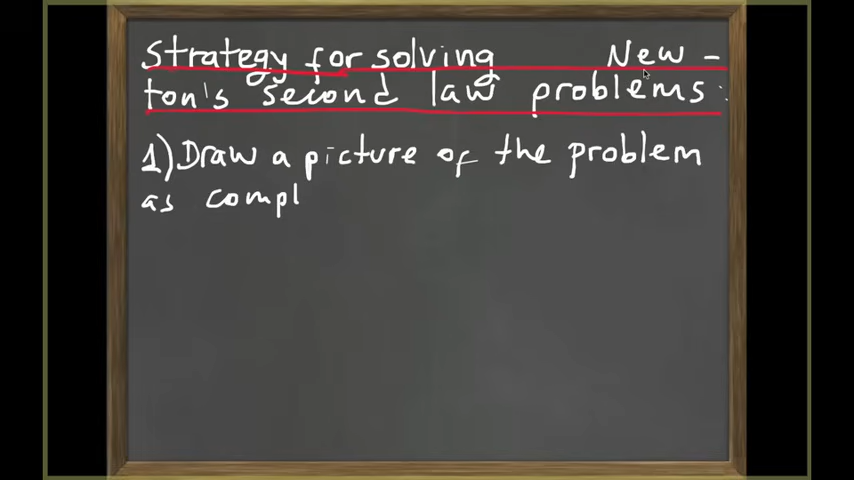 Strategy for solving New -
ton's second law problems:
1) Draw a picture of the problem
as compl